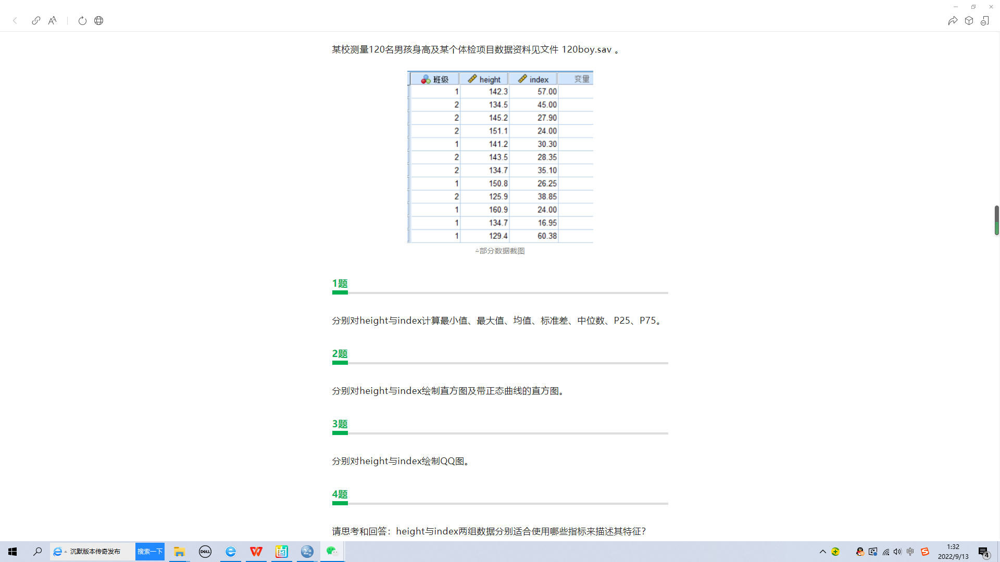 某校测量120名男孩身高及某个体检项目数据资料见文件 120boy.sav 。
班级 height index 变量
1 142.3 57.00
2 134.5 45.00
2 145.2 27.90
2 151.1 24.00
1 141.2 30.30
2 143.5 28.35
2 134.7 35.10
1 150.8 26.25
2 125.9 38.85
1 160.9 24.00
1 134.7 16.95
1 129.4 60.38
△部分数据截图
1题
分别对height与index计算最小值、最大值、均值、标准差、中位数、P25、P75。
2题
分别对height与index绘制直方图及带正态曲线的直方图。
3题
分别对height与index绘制QQ图。
4题
请思考和回答：height与index两组数据分别适合使用哪些指标来描述其特征？
沉默版本传奇发布 搜索一下 DELL 图 中 1:32
2022/9/13 4